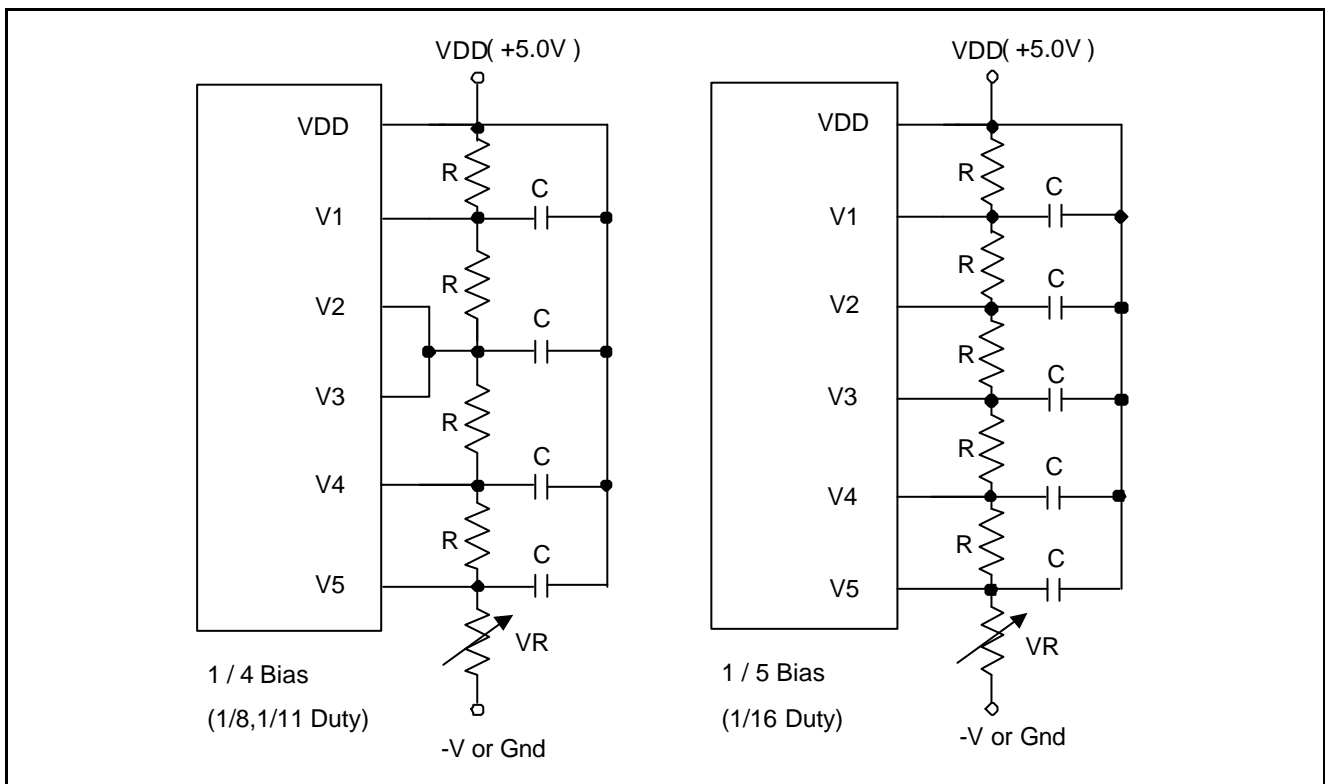 VDD( +5.0V )
VDD
R
C
V1
R
V2
C
V3
R
V4
C
R
C
V5
VR
1 / 4 Bias
(1/8,1/11 Duty)
-V or Gnd
VDD( +5.0V )
VDD
R
C
V1
R
C
V2
R
C
V3
R
C
V4
R
C
V5
VR
1 / 5 Bias
(1/16 Duty)
-V or Gnd